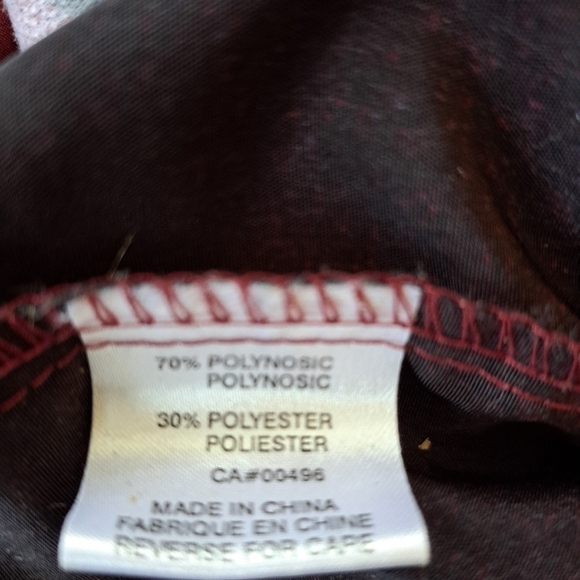 70% POLYNOSIC
POLYNOSIC
30% POLYESTER
POLIESTER
CA#00496
MADE IN CHINA
FABRIQUE EN CHINE
REVERSE FOR CARE